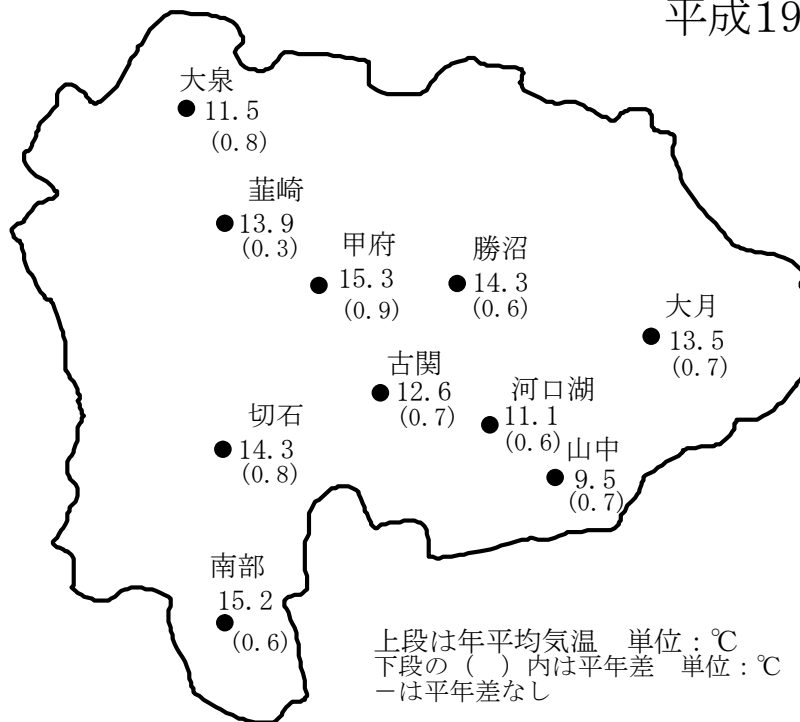 平成19
大泉
11.5
(0.8)
韮崎
13.9
(0.3)
甲府
15.3
(0.9)
勝沼
14.3
(0.6)
大月
13.5
(0.7)
古関
12.6
(0.7)
河口湖
11.1
(0.6)
切石
14.3
(0.8)
山中
9.5
(0.7)
南部
15.2
(0.6)
上段は年平均気温　単位：℃
下段の（　）内は平年差　単位：℃
－は平年差なし